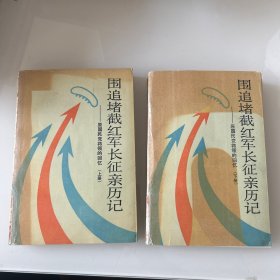 围追堵截红军长征亲历记
——原国民党将领的回忆（上册）
围追堵截红军长征亲历记
——原国民党将领的回忆（下册）